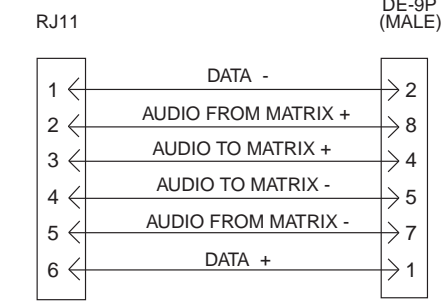 DE-9P
RJ11 (MALE)
1 DATA - 2
2 AUDIO FROM MATRIX + 8
3 AUDIO TO MATRIX + 4
4 AUDIO TO MATRIX - 5
5 AUDIO FROM MATRIX - 7
6 DATA + 1